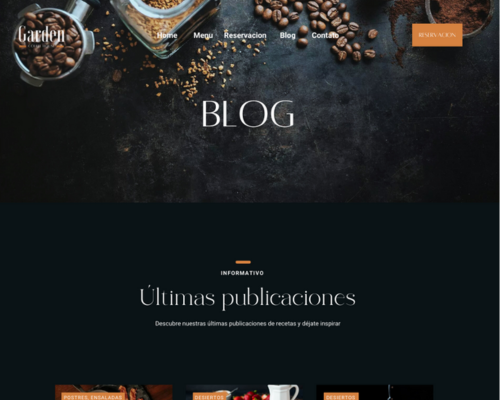 Garden
Home Menu Reservacion Blog Contato
RESERVACION
BLOG
INFORMATIVO
Últimas publicaciones
Descubre nuestras últimas publicaciones de recetas y déjate inspirar
POSTRES, ENSALADAS
DESIERTOS
DESIERTOS